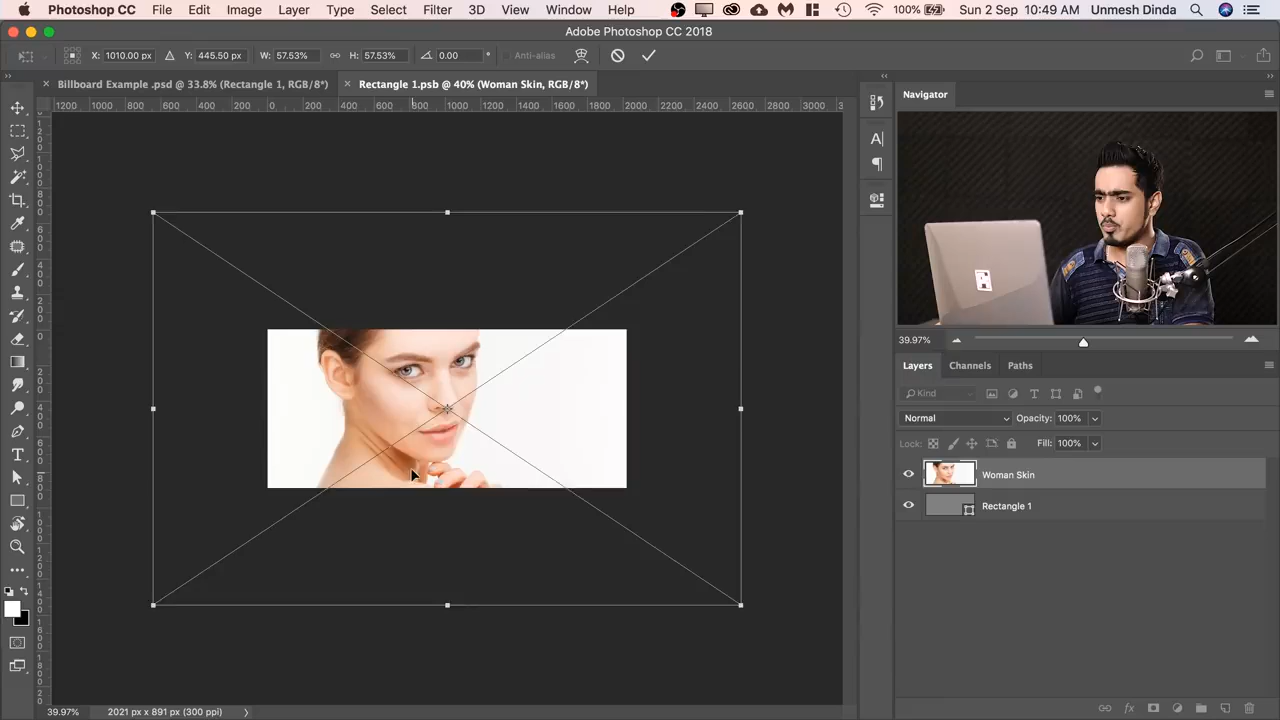 Photoshop CC File Edit Image Layer Type Select Filter 3D View Window Help 100% Sun 2 Sep 10:49 AM Unmesh Dinda
Adobe Photoshop CC 2018
X: 1010.00 px Y: 445.50 px W: 57.53% H: 57.53% 0.00 ° Anti-alias
Billboard Example .psd @ 33.8% (Rectangle 1, RGB/8*) Rectangle 1.psb @ 40% (Woman Skin, RGB/8*)
Navigator
1200 1000 800 600 400 200 0 200 400 600 800 1000 1200 1400 1600 1800 2000 2200 2400 2600 2800 3000
39.97%
Layers Channels Paths
Kind
Normal Opacity: 100%
Lock: Fill: 100%
Woman Skin
Rectangle 1
39.97% 2021 px x 891 px (300 ppi)